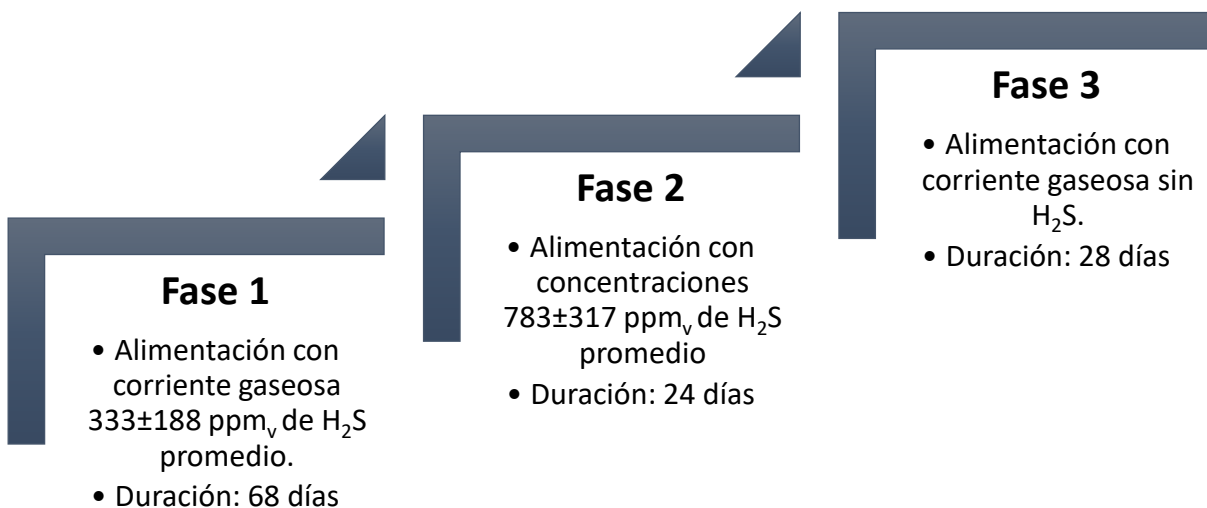 Fase 1
• Alimentación con
corriente gaseosa
333±188 ppmᵥ de H₂S
promedio.
• Duración: 68 días
Fase 2
• Alimentación con
concentraciones
783±317 ppmᵥ de H₂S
promedio
• Duración: 24 días
Fase 3
• Alimentación con
corriente gaseosa sin
H₂S.
• Duración: 28 días